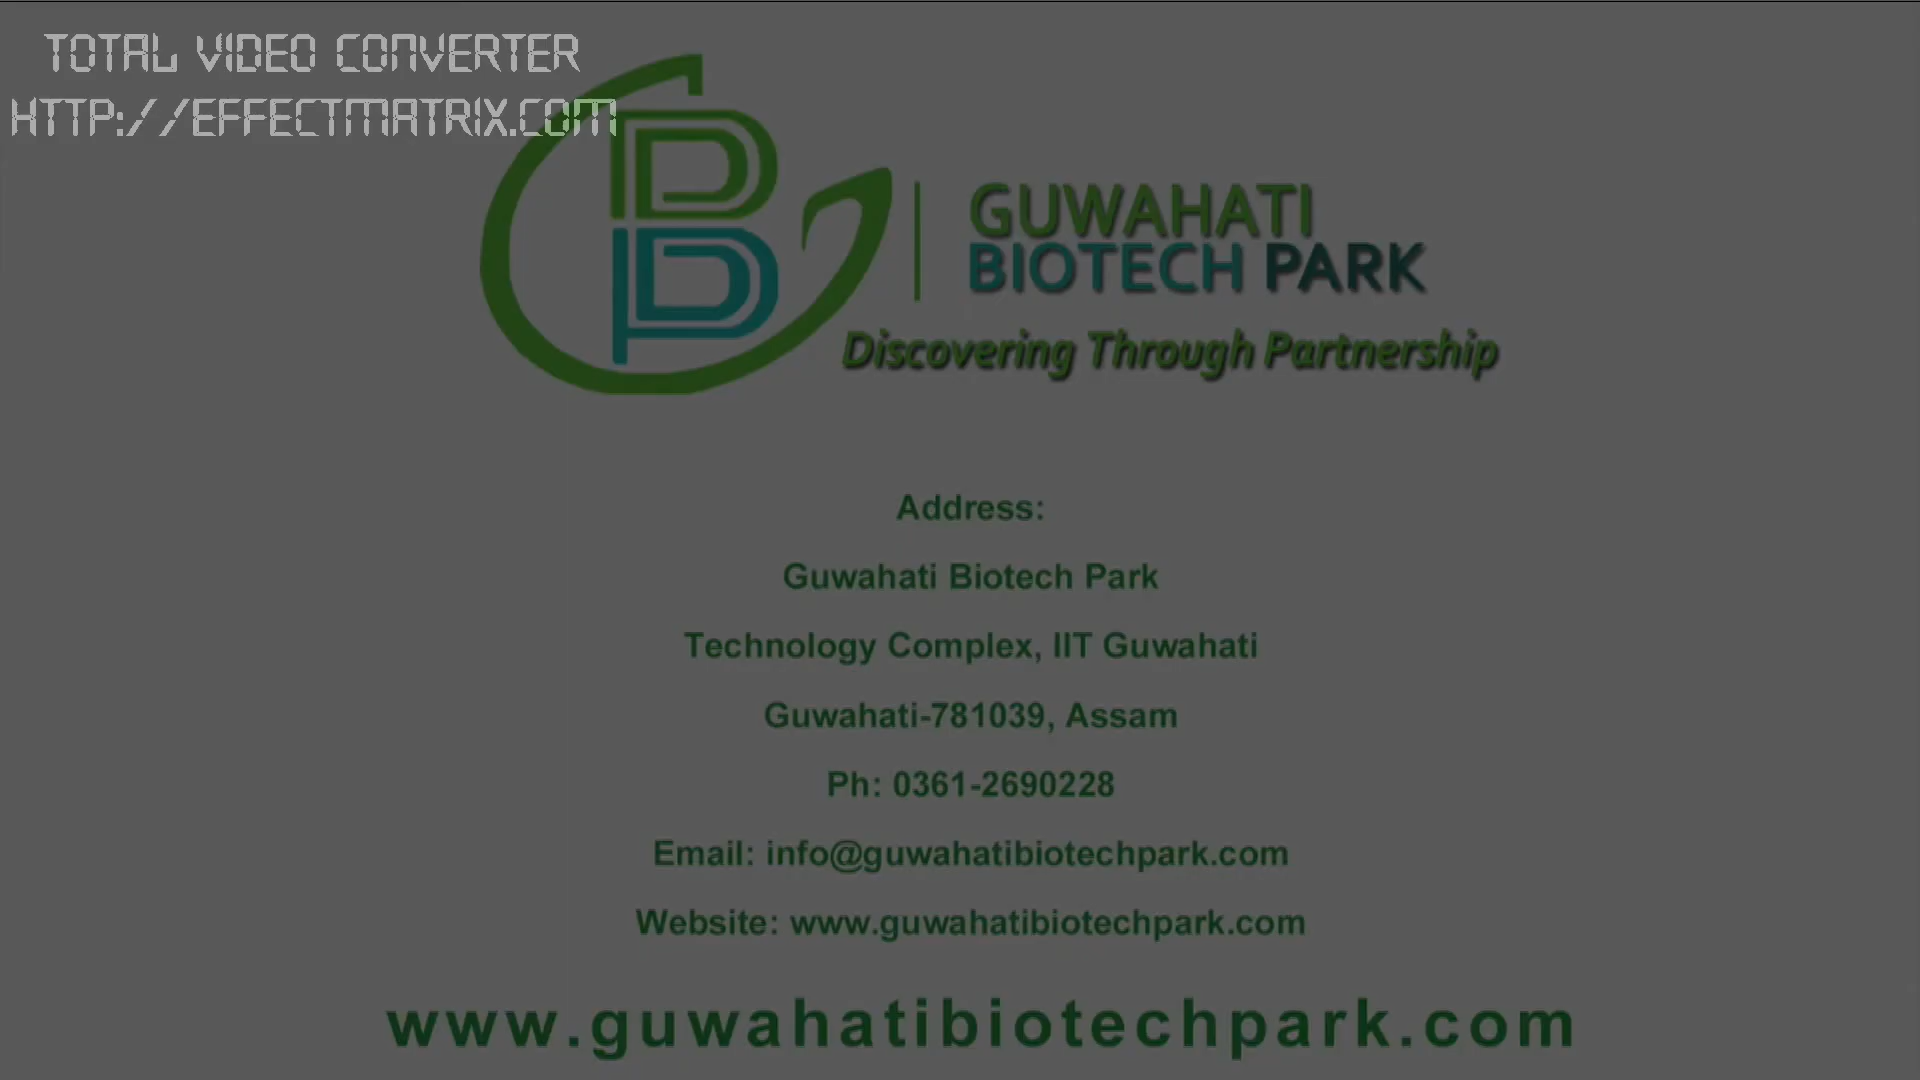 TOTAL VIDEO CONVERTER
HTTP://EFFECTMATRIX.COM
GUWAHATI
BIOTECH PARK
Discovering Through Partnership
Address:
Guwahati Biotech Park
Technology Complex, IIT Guwahati
Guwahati-781039, Assam
Ph: 0361-2690228
Email: info@guwahatibiotechpark.com
Website: www.guwahatibiotechpark.com
www.guwahatibiotechpark.com